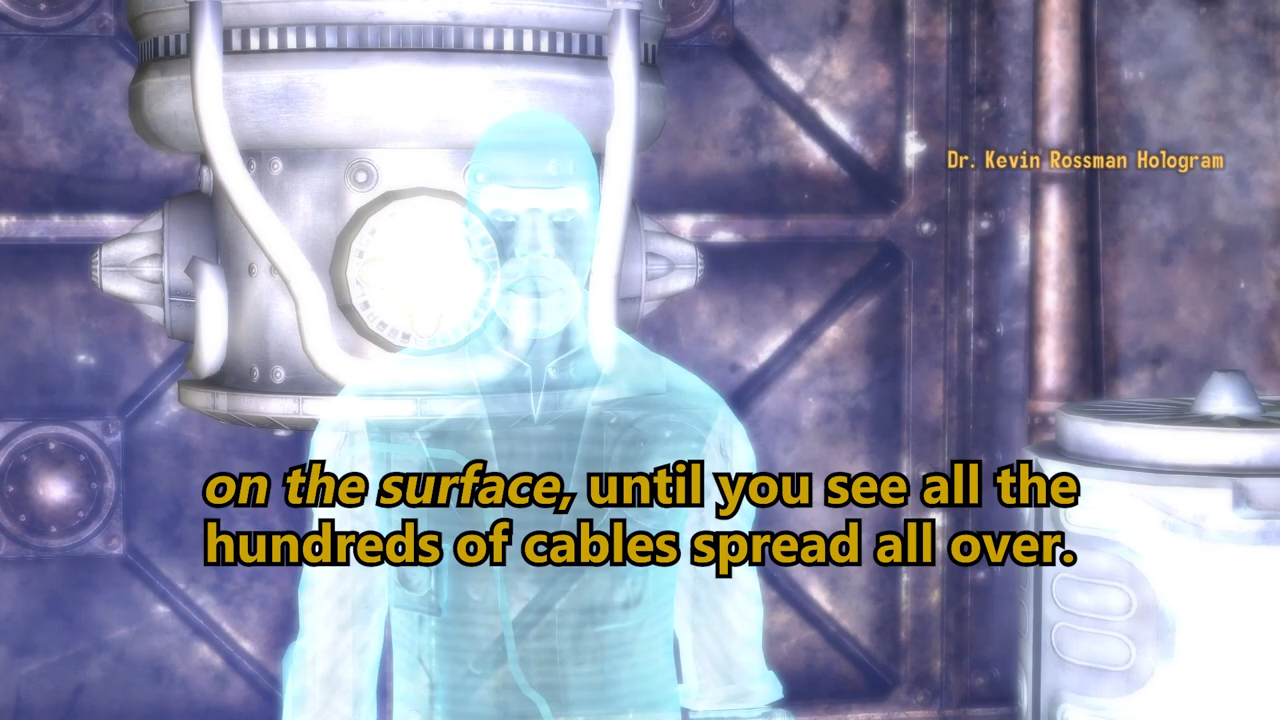 Dr. Kevin Rossman Hologram
on the surface, until you see all the
hundreds of cables spread all over.